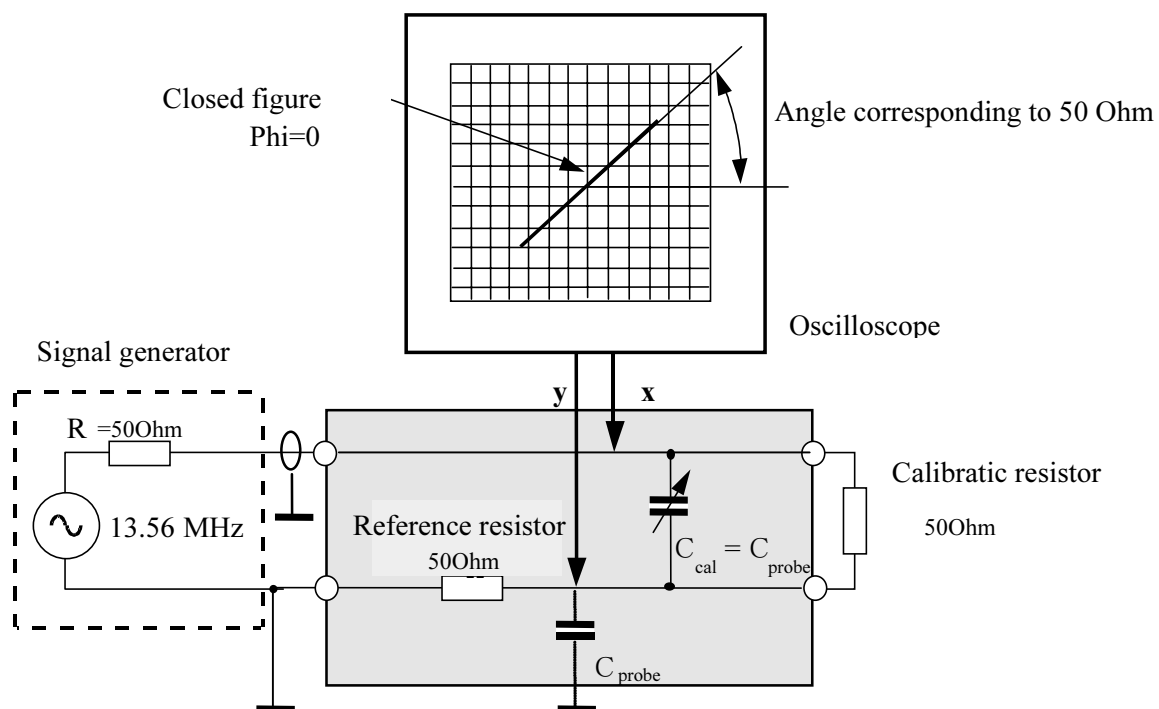 Closed figure
Phi=0
Angle corresponding to 50 Ohm
Oscilloscope
Signal generator
y
x
R =50Ohm
13.56 MHz
Reference resistor
50Ohm
C cal = C probe
C probe
Calibratic resistor
50Ohm